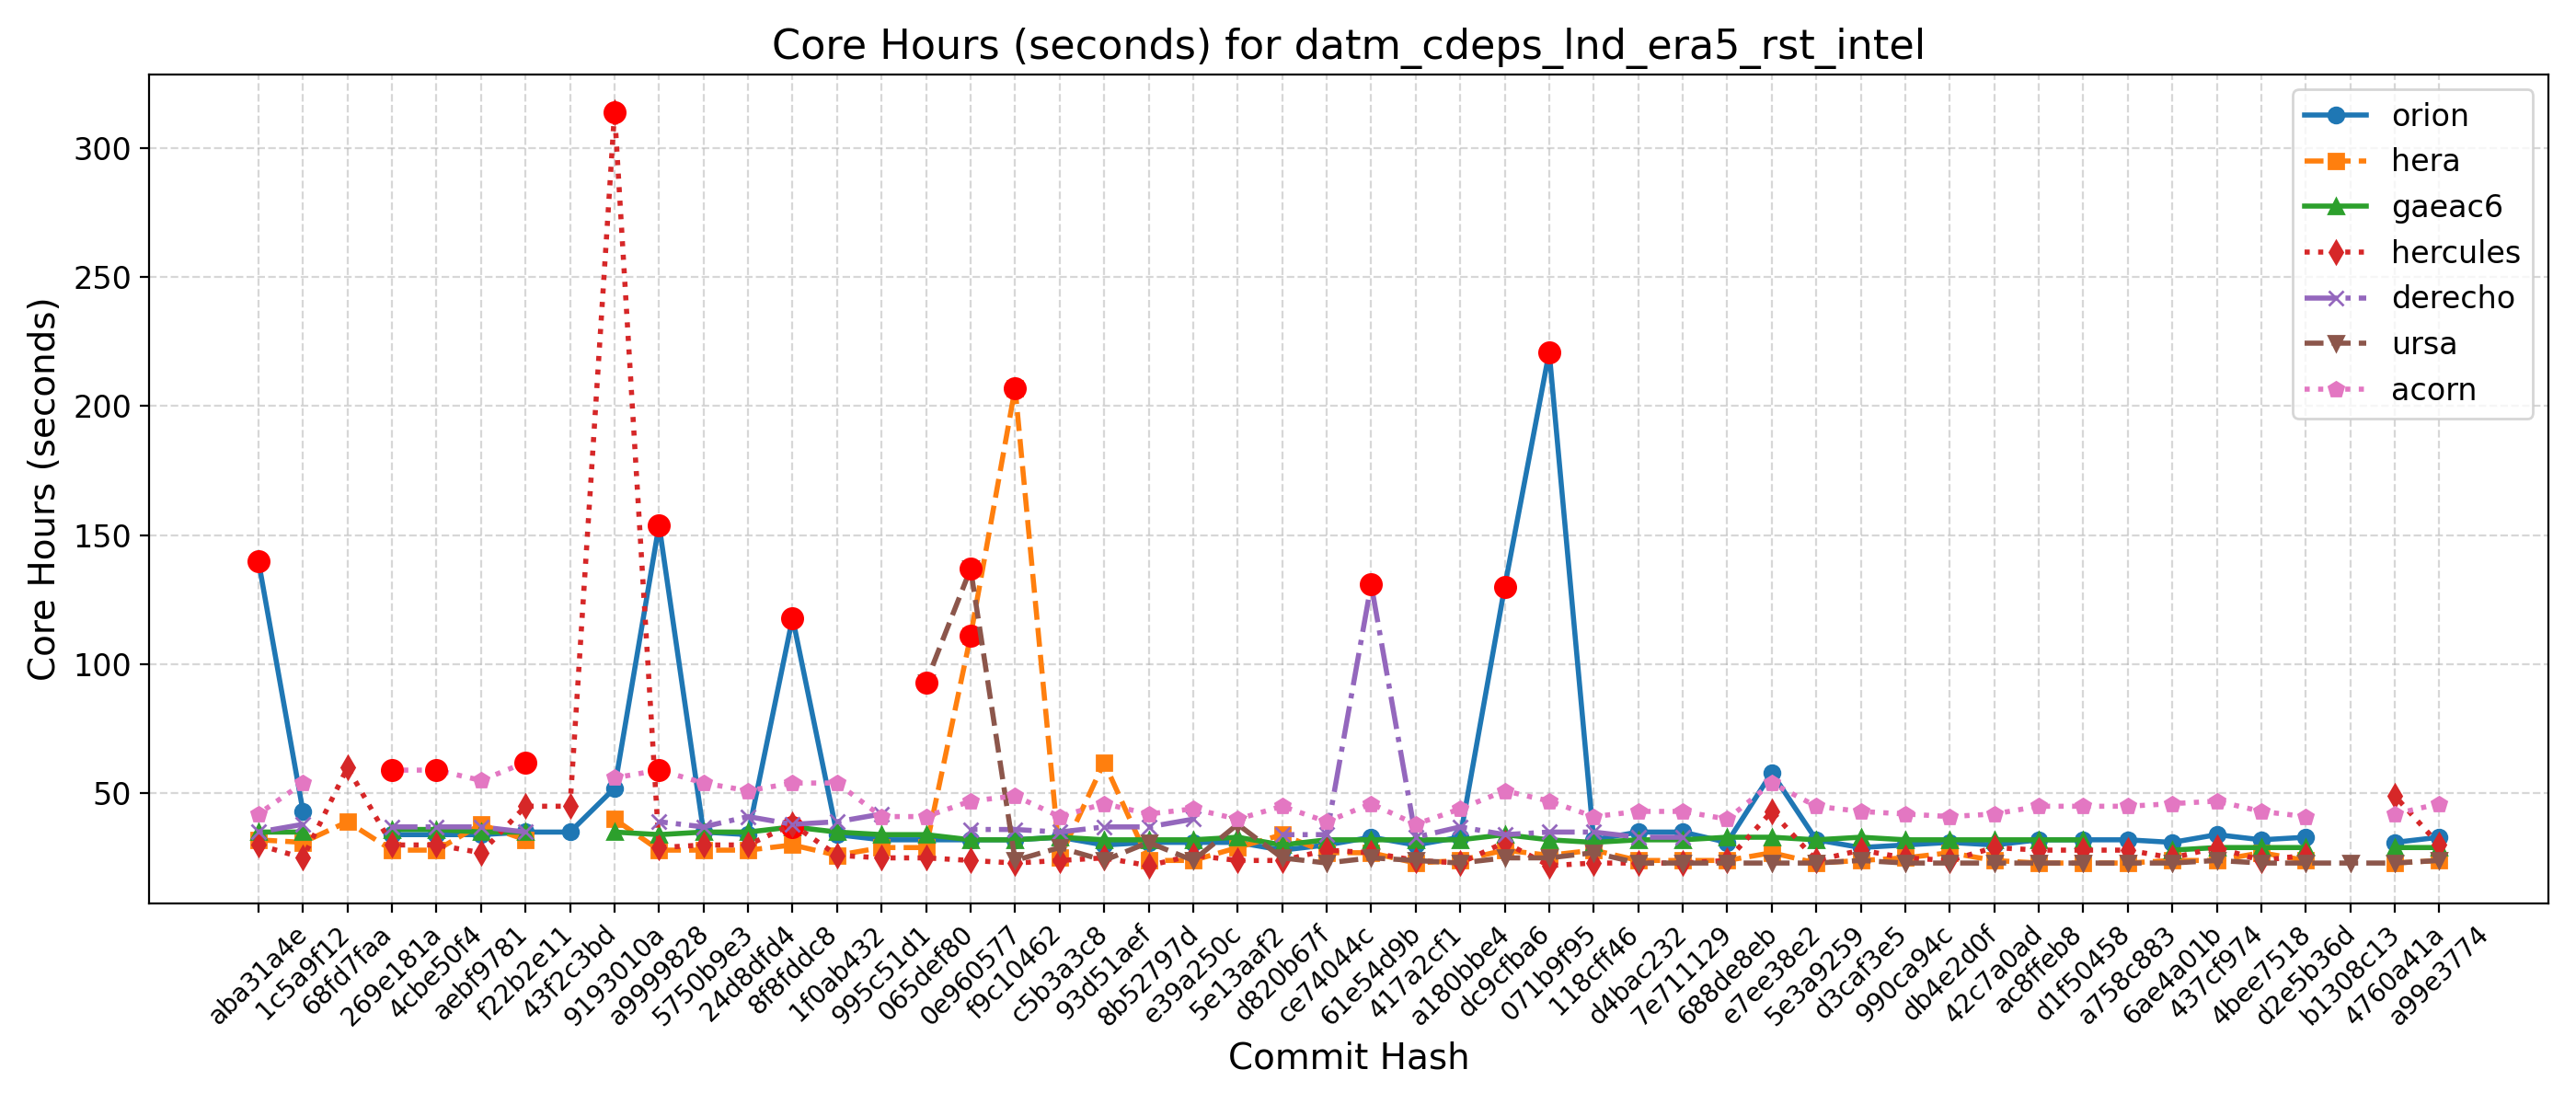 Core Hours (seconds) for datm_cdeps_lnd_era5_rst_intel
Core Hours (seconds)
300
250
200
150
100
50
orion
hera
gaeac6
hercules
derecho
ursa
acorn
aba31a4e
1c5a9f12
68fd7faa
269e181a
4cbe50f4
aebf9781
f22b2e11
43f2c3bd
9193010a
a9999828
5750b9e3
24d8dfd4
8f8fddc8
1f0ab432
995c51d1
065def80
0e960577
f9c10462
c5b3a3c8
93d51aef
8b52797d
e39a250c
5e13aaf2
d820b67f
ce74044c
61e54d9b
417a2cf1
a180bbe4
dc9cfba6
071b9f95
118cff46
d4bac232
7e711129
688de8eb
e7ee38e2
5e3a9259
d3caf3e5
990ca94c
db4e2d0f
42c7a0ad
ac8ffeb8
d1f50458
a758c883
6ae4a01b
437cf974
4bee7518
d2e5b36d
b1308c13
4760a41a
a99e3774
Commit Hash